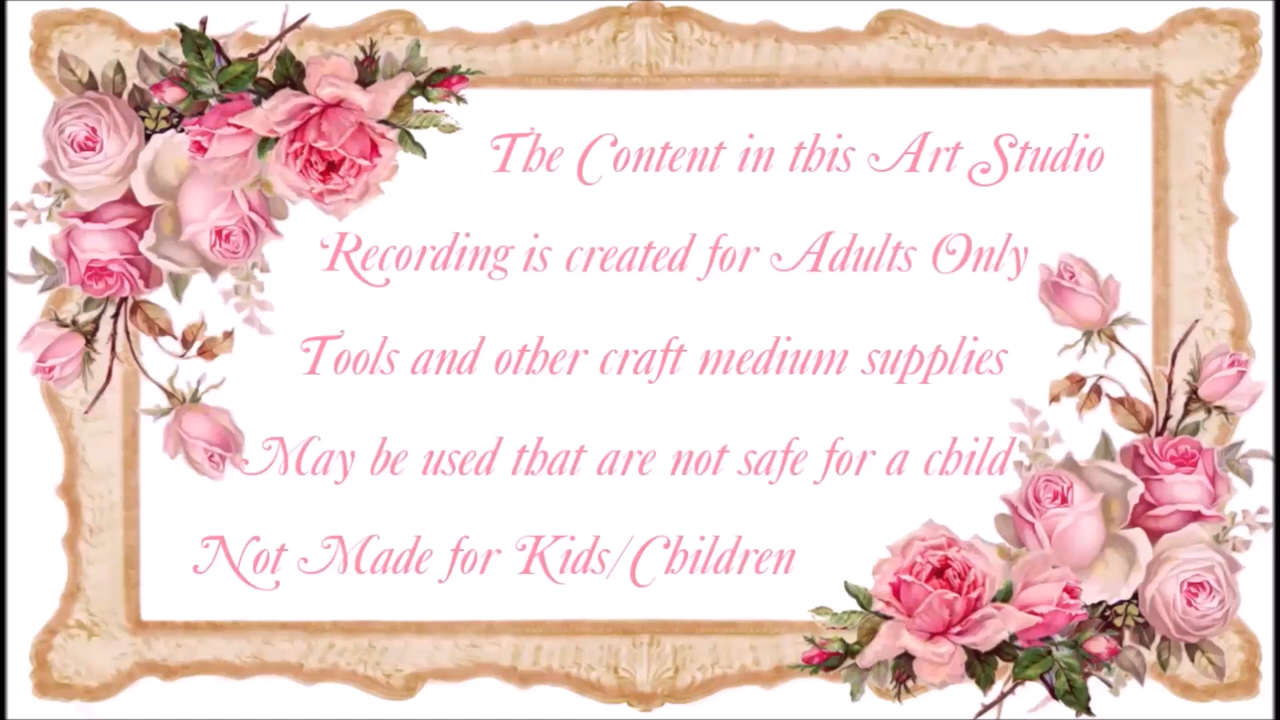 The Content in this Art Studio
Recording is created for Adults Only
Tools and other craft medium supplies
May be used that are not safe for a child
Not Made for Kids/Children